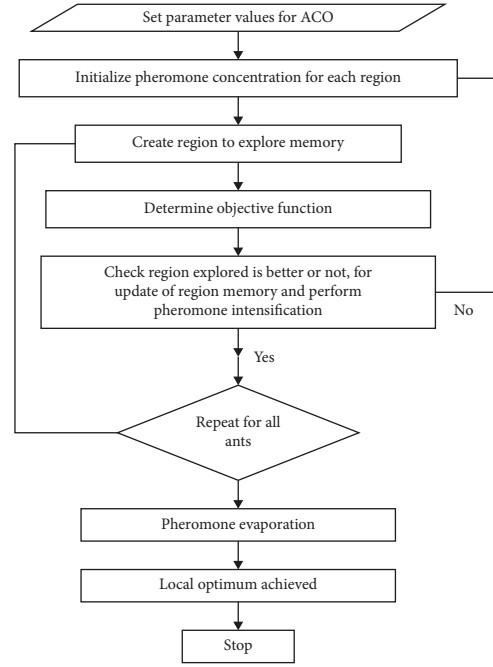 Set parameter values for ACO
Initialize pheromone concentration for each region
Create region to explore memory
Determine objective function
Check region explored is better or not, for
update of region memory and perform
pheromone intensification
No
Yes
Repeat for all
ants
Pheromone evaporation
Local optimum achieved
Stop